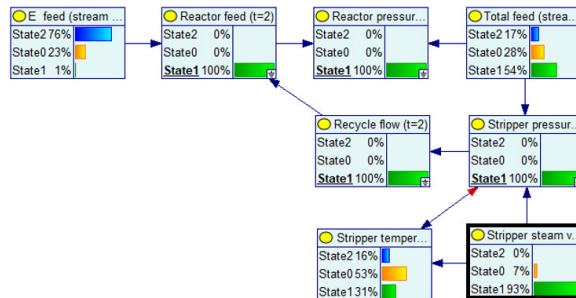 E feed (stream ...
State2 76%
State0 23%
State1 1%
Reactor feed (t=2)
State2 0%
State0 0%
State1 100%
Reactor pressur...
State2 0%
State0 0%
State1 100%
Total feed (strea...
State2 17%
State0 28%
State1 54%
Recycle flow (t=2)
State2 0%
State0 0%
State1 100%
Stripper pressur...
State2 0%
State0 0%
State1 100%
Stripper temper...
State2 16%
State0 53%
State1 31%
Stripper steam v...
State2 0%
State0 7%
State1 93%